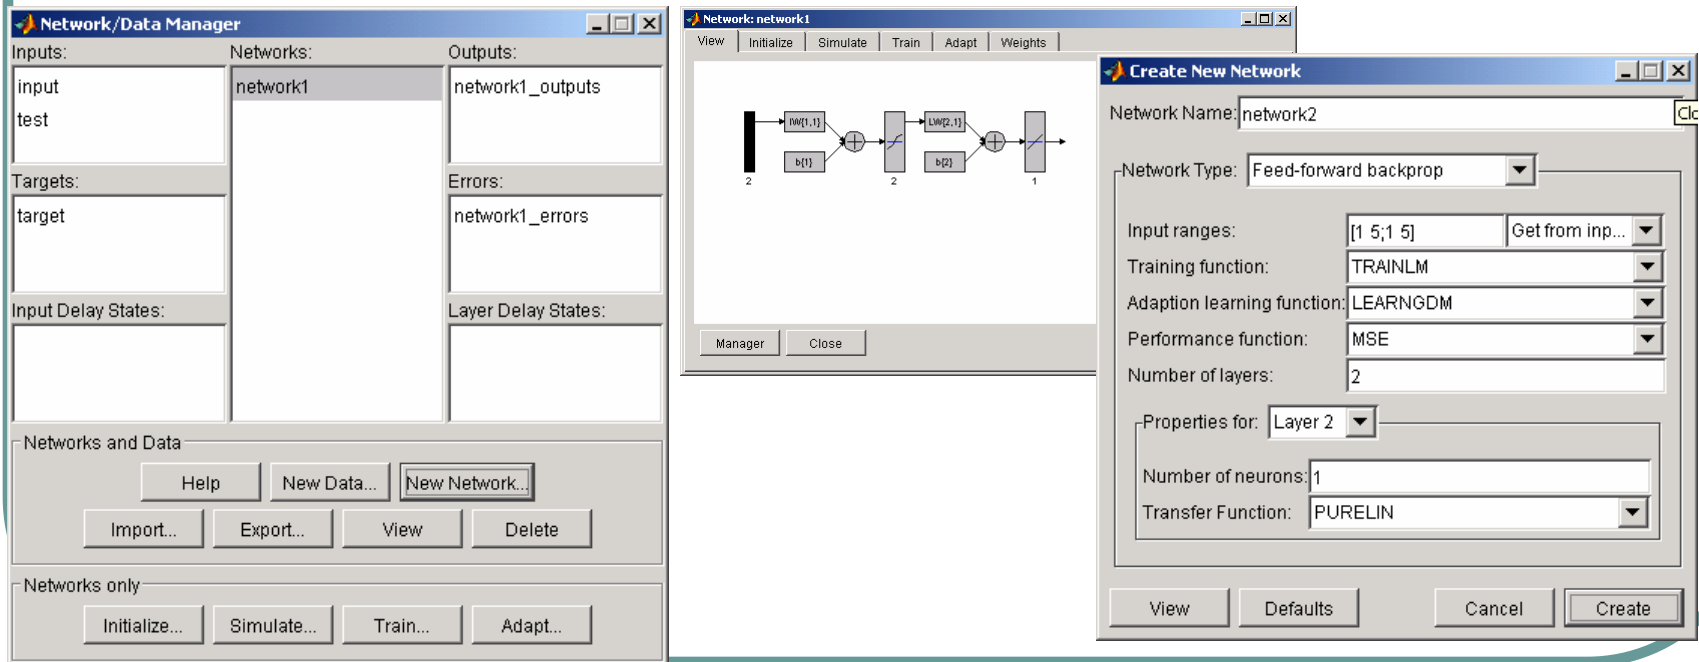 Network/Data Manager
Inputs: Networks: Outputs:
input network1 network1_outputs
test
Targets: Errors:
target network1_errors
Input Delay States: Layer Delay States:
Networks and Data
Help New Data... New Network...
Import... Export... View Delete
Networks only
Initialize... Simulate... Train... Adapt...
Network: network1
View Initialize Simulate Train Adapt Weights
IW{1,1} LW{2,1}
b{1} b{2}
2 2 1
Manager Close
Create New Network
Network Name: network2
Clo
Network Type: Feed-forward backprop
Input ranges: [1 5;1 5] Get from inp...
Training function: TRAINLM
Adaption learning function: LEARNGDM
Performance function: MSE
Number of layers: 2
Properties for: Layer 2
Number of neurons: 1
Transfer Function: PURELIN
View Defaults Cancel Create